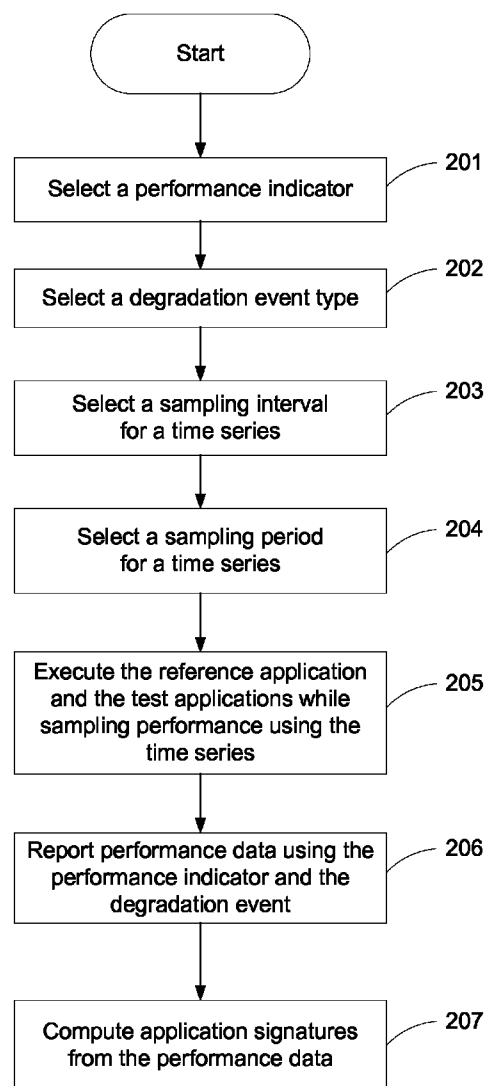 Start
201
Select a performance indicator
202
Select a degradation event type
203
Select a sampling interval
for a time series
204
Select a sampling period
for a time series
205
Execute the reference application
and the test applications while
sampling performance using the
time series
206
Report performance data using the
performance indicator and the
degradation event
207
Compute application signatures
from the performance data